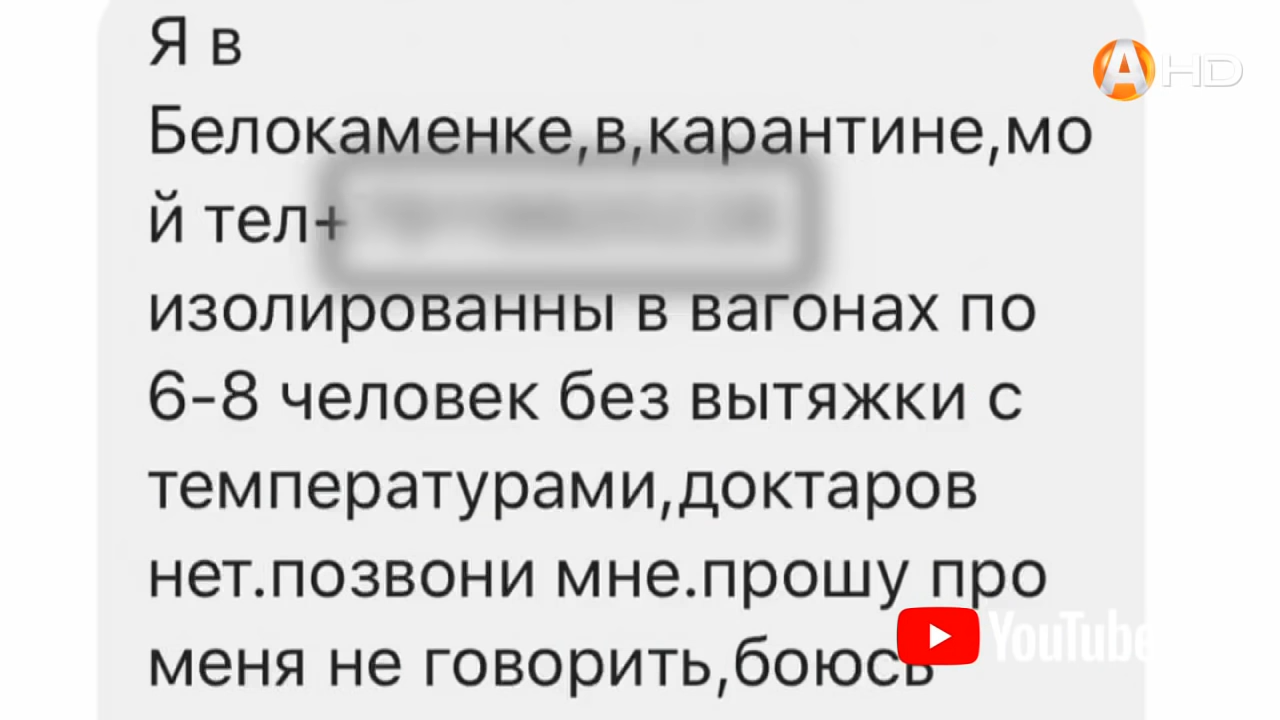 Я в
Белокаменке,в,карантине,мо
й тел+
изолированны в вагонах по
6-8 человек без вытяжки с
температурами,доктаров
нет.позвони мне.прошу про
меня не говорить,боюсь
A HD
YouTube